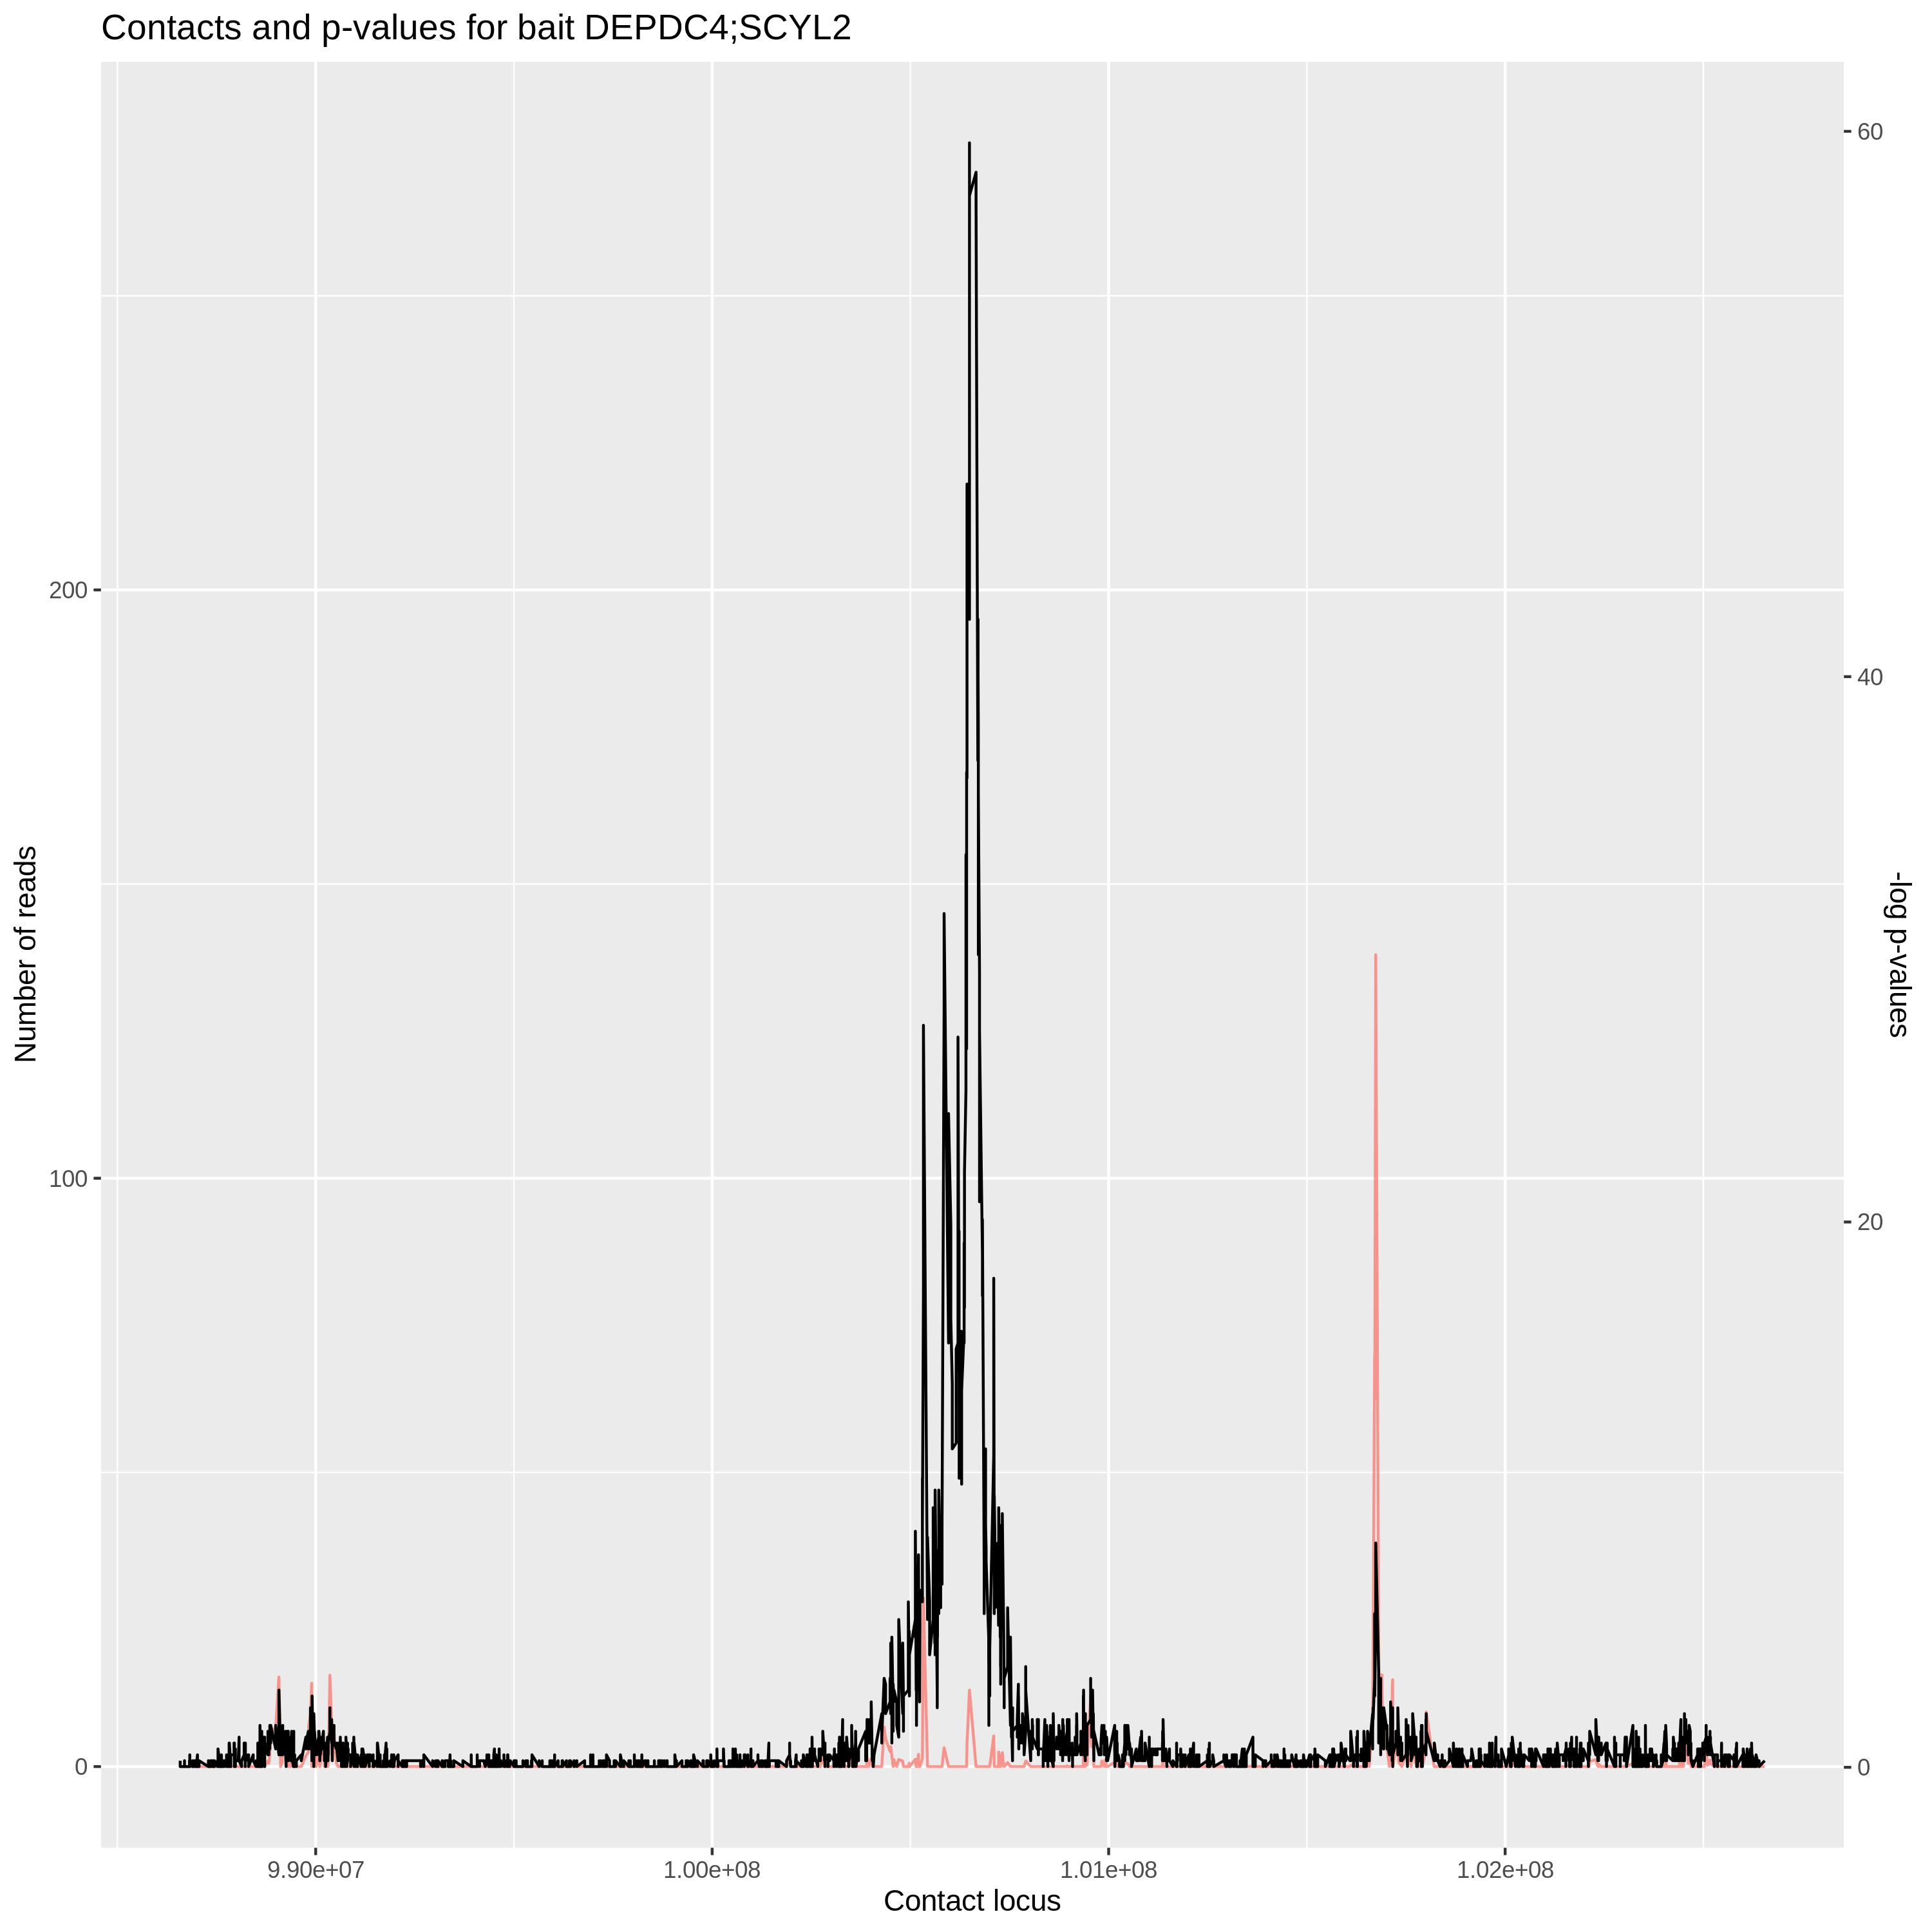 Contacts and p-values for bait DEPDC4;SCYL2
60
200
40
Number of reads
-log p-values
100
20
0
0
9.90e+07
1.00e+08
1.01e+08
1.02e+08
Contact locus